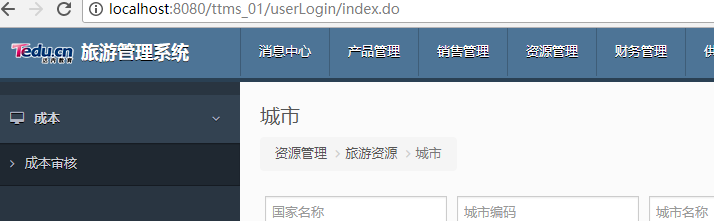 localhost:8080/ttms_01/userLogin/index.do
Tedu.cn 旅游管理系统 消息中心 产品管理 销售管理 资源管理 财务管理 供
达内教育
成本
成本审核
城市
资源管理 > 旅游资源 > 城市
国家名称 城市编码 城市名称